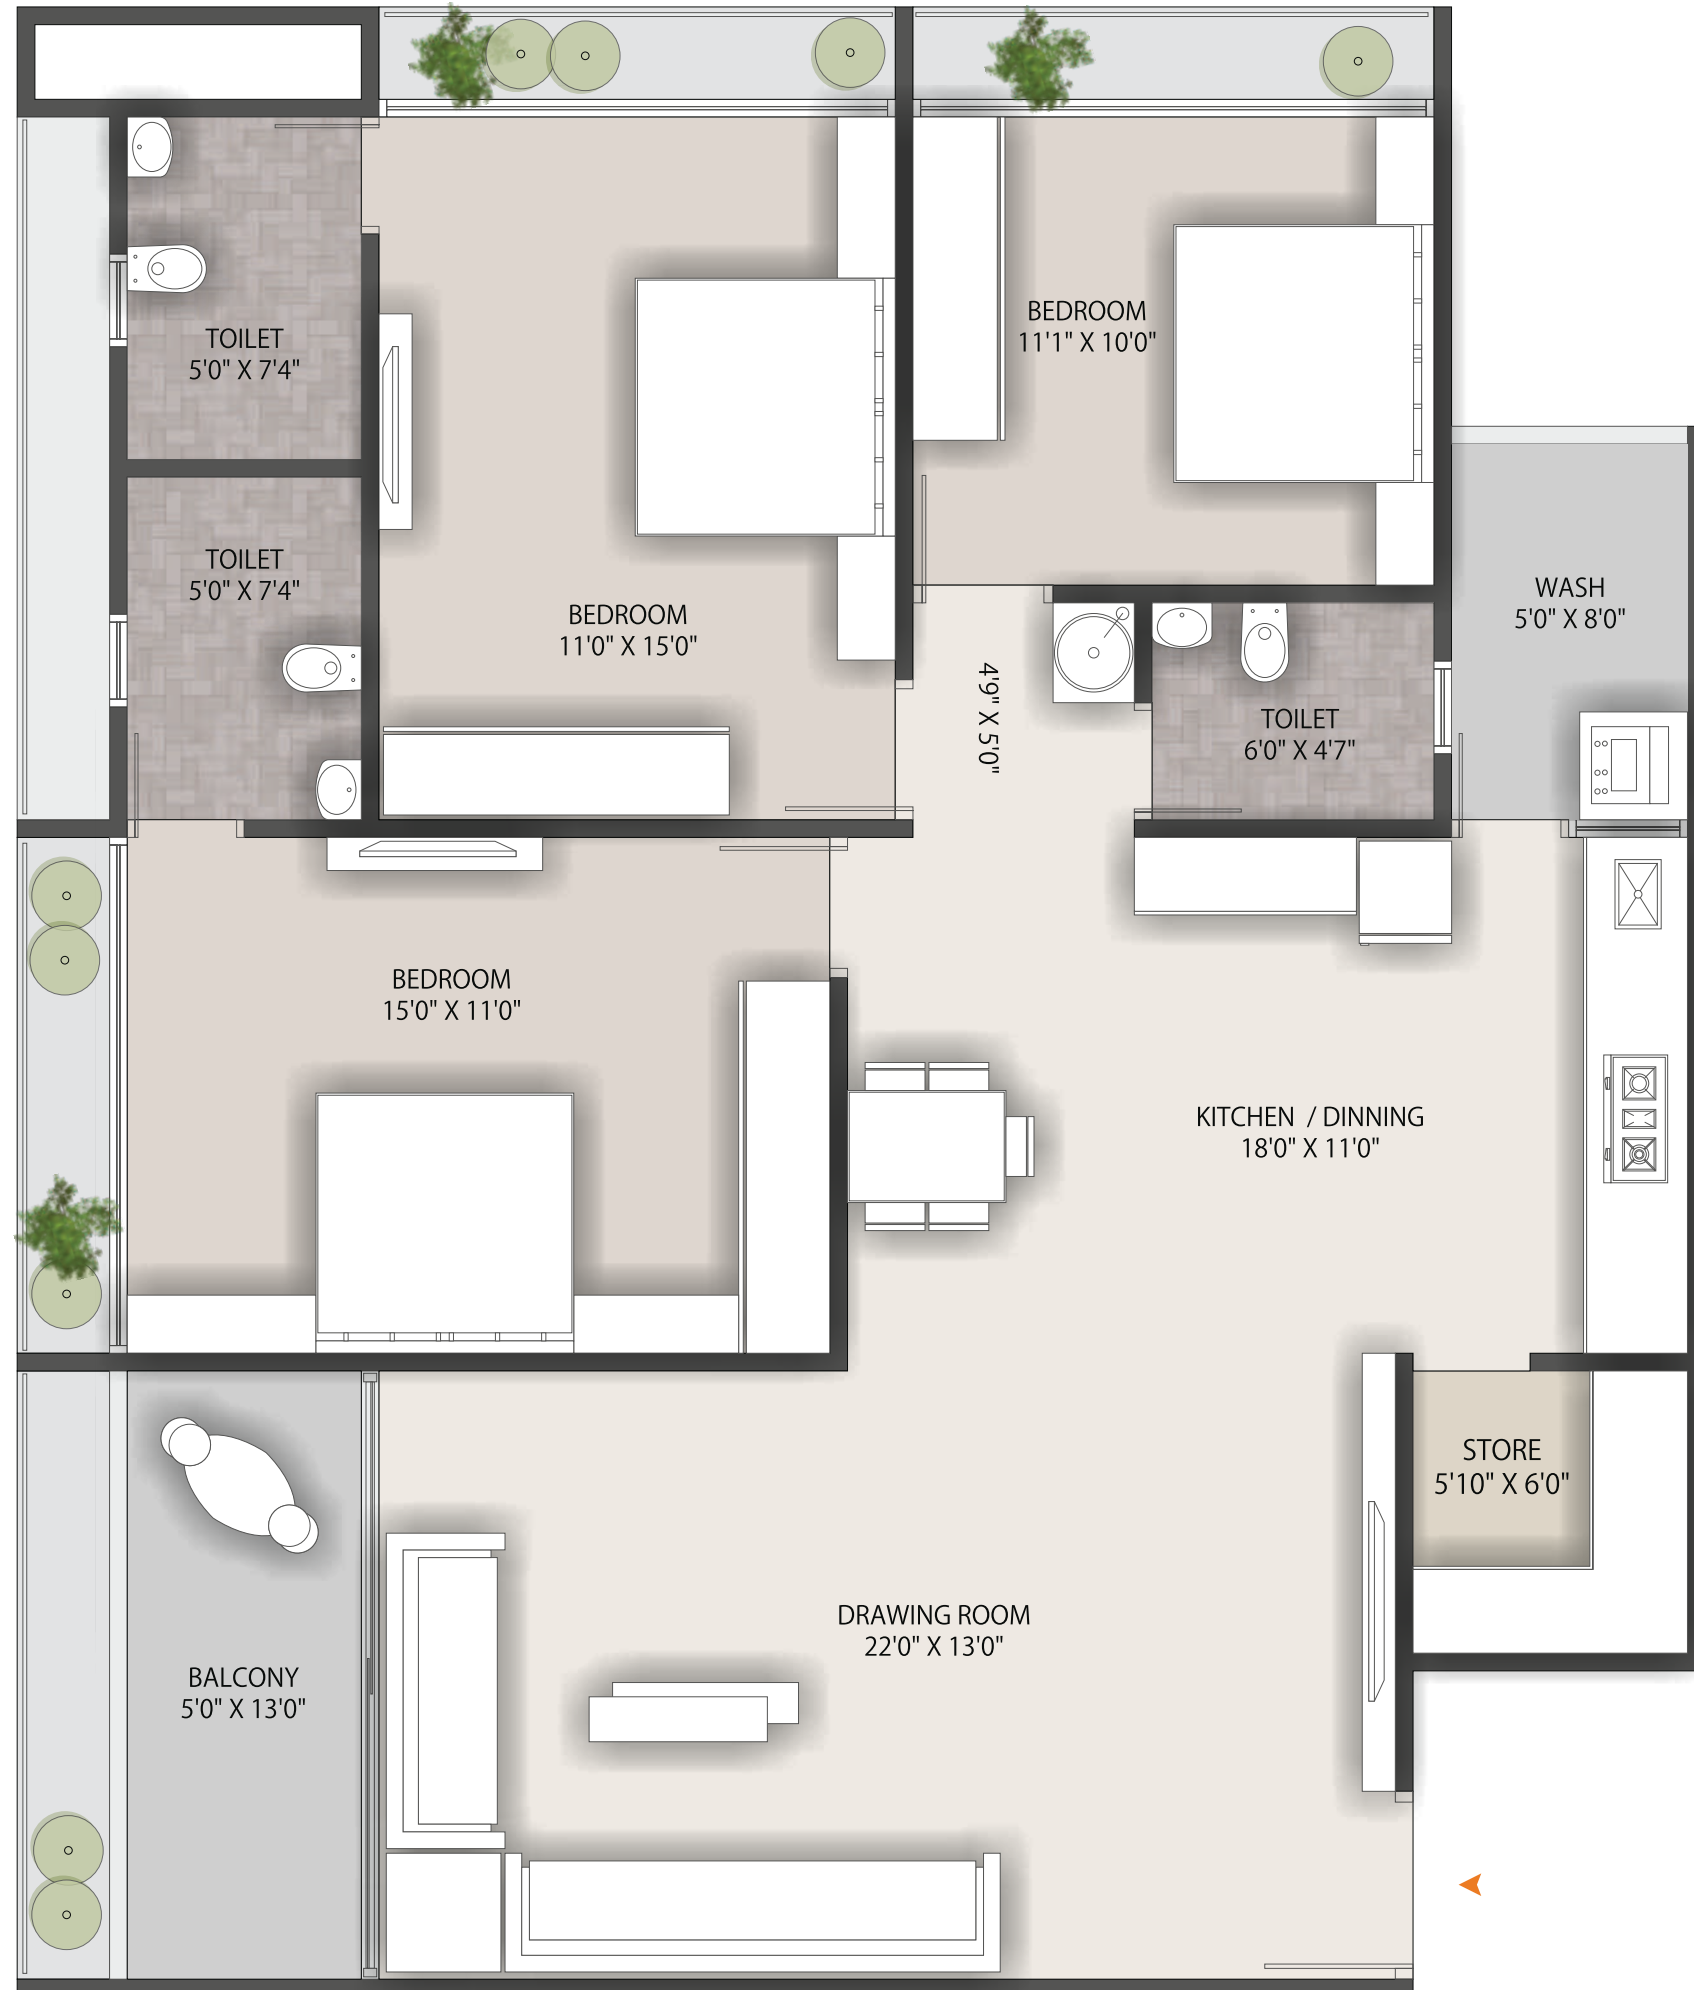 TOILET
5'0" X 7'4"
BEDROOM
11'1" X 10'0"
TOILET
5'0" X 7'4"
BEDROOM
11'0" X 15'0"
WASH
5'0" X 8'0"
4'9" X 5'0"
TOILET
6'0" X 4'7"
BEDROOM
15'0" X 11'0"
KITCHEN / DINNING
18'0" X 11'0"
STORE
5'10" X 6'0"
DRAWING ROOM
22'0" X 13'0"
BALCONY
5'0" X 13'0"